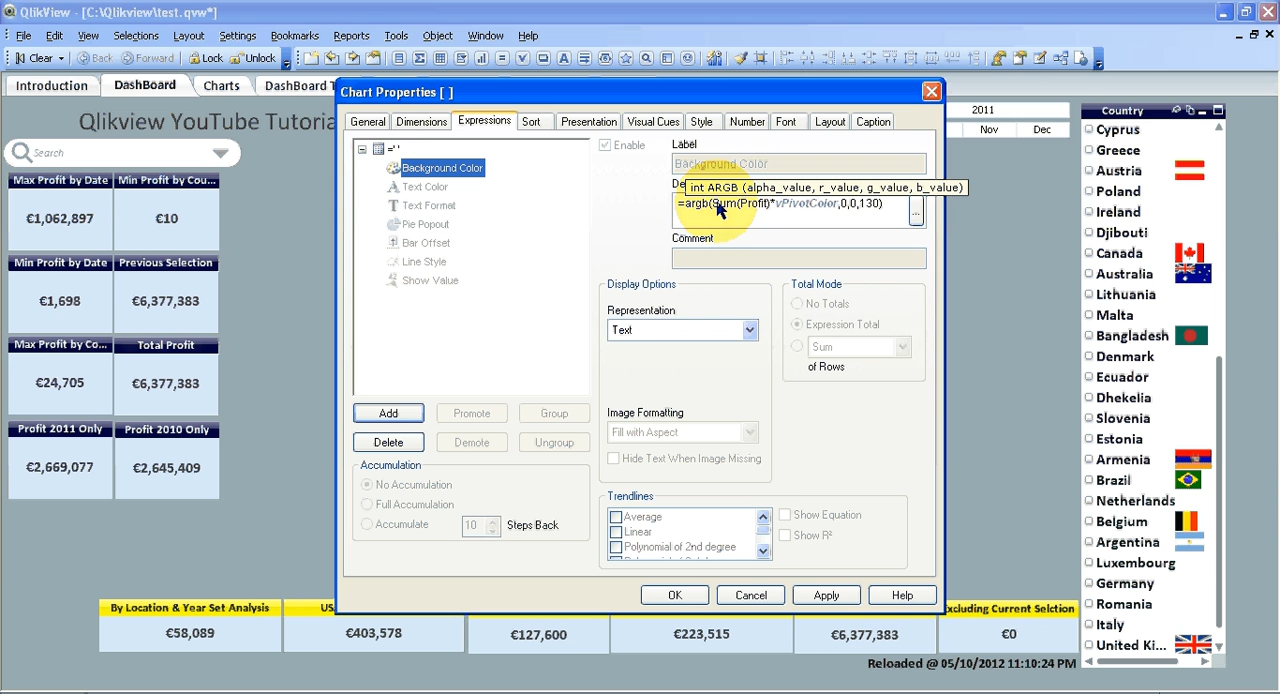 QlikView - [C:\Qlikview\test.qvw*]
File Edit View Selections Layout Settings Bookmarks Reports Tools Object Window Help
Clear Back Forward Lock Unlock
Introduction DashBoard Charts DashBoard T
Qlikview YouTube Tutoria
Search
Max Profit by Date Min Profit by Cou...
€1,062,897 €10
Min Profit by Date Previous Selection
€1,698 €6,377,383
Max Profit by Co... Total Profit
€24,705 €6,377,383
Profit 2011 Only Profit 2010 Only
€2,669,077 €2,645,409
Chart Properties [ ]
General Dimensions Expressions Sort Presentation Visual Cues Style Number Font Layout Caption
=''
Background Color
Text Color
Text Format
Pie Popout
Bar Offset
Line Style
Show Value
Add Promote Group
Delete Demote Ungroup
Accumulation
No Accumulation
Full Accumulation
Accumulate 10 Steps Back
Enable
Label
Background Color
De
int ARGB (alpha_value, r_value, g_value, b_value)
=argb(Sum(Profit)*vPivotColor,0,0,130)
...
Comment
Display Options
Representation
Text
Image Formatting
Fill with Aspect
Hide Text When Image Missing
Total Mode
No Totals
Expression Total
Sum
of Rows
Trendlines
Average
Linear
Polynomial of 2nd degree
Show Equation
Show R²
OK Cancel Apply Help
2011
Nov Dec
Country
Cyprus
Greece
Austria
Poland
Ireland
Djibouti
Canada
Australia
Lithuania
Malta
Bangladesh
Denmark
Ecuador
Dhekelia
Slovenia
Estonia
Armenia
Brazil
Netherlands
Belgium
Argentina
Luxembourg
Germany
Romania
Italy
United Ki...
By Location & Year Set Analysis USA xcluding Current Selction
€58,089 €403,578 €127,600 €223,515 €6,377,383 €0
Reloaded @ 05/10/2012 11:10:24 PM